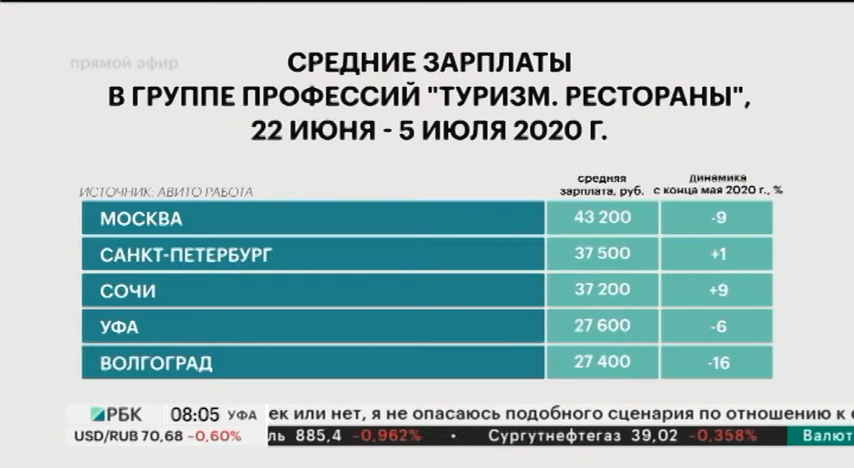 прямой эфир
СРЕДНИЕ ЗАРПЛАТЫ
В ГРУППЕ ПРОФЕССИЙ "ТУРИЗМ. РЕСТОРАНЫ",
22 ИЮНЯ - 5 ИЮЛЯ 2020 Г.
ИСТОЧНИК: АВИТО РАБОТА
средняя зарплата, руб.
динамика с конца мая 2020 г., %
МОСКВА 43 200 -9
САНКТ-ПЕТЕРБУРГ 37 500 +1
СОЧИ 37 200 +9
УФА 27 600 -6
ВОЛГОГРАД 27 400 -16
РБК 08:05 УФА ек или нет, я не опасаюсь подобного сценария по отношению к
USD/RUB 70,68 -0,60% ль 885,4 -0,962% • Сургутнефтегаз 39,02 -0,358% Валют